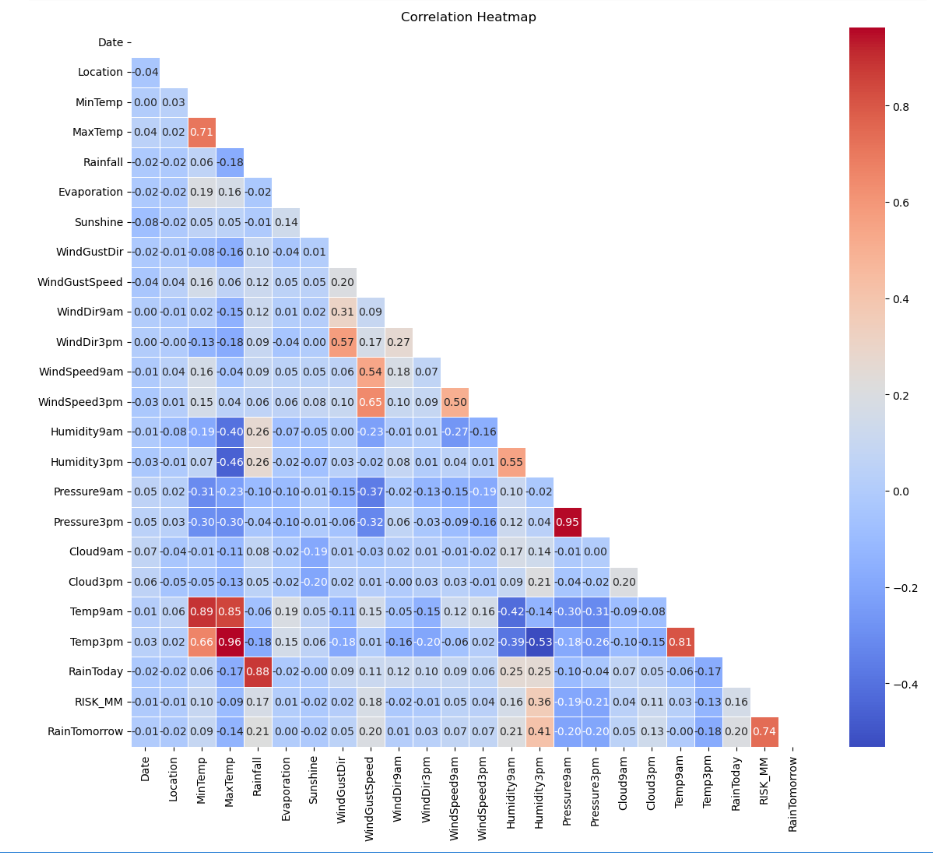 Correlation Heatmap
Date
Location -0.04
MinTemp 0.00 0.03
MaxTemp 0.04 0.02 0.71
Rainfall -0.02 -0.02 0.06 -0.18
Evaporation -0.02 -0.02 0.19 0.16 -0.02
Sunshine -0.08 -0.02 0.05 0.05 -0.01 0.14
WindGustDir -0.02 -0.01 -0.08 -0.16 0.10 -0.04 0.01
WindGustSpeed -0.04 0.04 0.16 0.06 0.12 0.05 0.05 0.20
WindDir9am 0.00 -0.01 0.02 -0.15 0.12 0.01 0.02 0.31 0.09
WindDir3pm 0.00 -0.00 -0.13 -0.18 0.09 -0.04 0.00 0.57 0.17 0.27
WindSpeed9am -0.01 0.04 0.16 -0.04 0.09 0.05 0.05 0.06 0.54 0.18 0.07
WindSpeed3pm -0.03 0.01 0.15 0.04 0.06 0.06 0.08 0.10 0.65 0.10 0.09 0.50
Humidity9am -0.01 -0.08 -0.19 -0.40 0.26 -0.07 -0.05 0.00 -0.23 -0.01 0.01 -0.27 -0.16
Humidity3pm -0.03 -0.01 0.07 -0.46 0.26 -0.02 -0.07 0.03 -0.02 0.08 0.01 0.04 0.01 0.55
Pressure9am 0.05 0.02 -0.31 -0.23 -0.10 -0.10 -0.01 -0.15 -0.37 -0.02 -0.13 -0.15 -0.19 0.10 -0.02
Pressure3pm 0.05 0.03 -0.30 -0.30 -0.04 -0.10 -0.01 -0.06 -0.32 0.06 -0.03 -0.09 -0.16 0.12 0.04 0.95
Cloud9am 0.07 -0.04 -0.01 -0.11 0.08 -0.02 -0.19 0.01 -0.03 0.02 0.01 -0.01 -0.02 0.17 0.14 -0.01 0.00
Cloud3pm 0.06 -0.05 -0.05 -0.13 0.05 -0.02 -0.20 0.02 0.01 -0.00 0.03 0.03 -0.01 0.09 0.21 -0.04 -0.02 0.20
Temp9am 0.01 0.06 0.89 0.85 -0.06 0.19 0.05 -0.11 0.15 -0.05 -0.15 0.12 0.16 -0.42 -0.14 -0.30 -0.31 -0.09 -0.08
Temp3pm 0.03 0.02 0.66 0.96 -0.18 0.15 0.06 -0.18 0.01 -0.16 -0.20 -0.06 0.02 -0.39 -0.53 -0.18 -0.26 -0.10 -0.15 0.81
RainToday -0.02 -0.02 0.06 -0.17 0.88 -0.02 -0.00 0.09 0.11 0.12 0.10 0.09 0.06 0.25 0.25 -0.10 -0.04 0.07 0.05 -0.06 -0.17
RISK_MM -0.01 -0.01 0.10 -0.09 0.17 0.01 -0.02 0.02 0.18 -0.02 -0.01 0.05 0.04 0.16 0.36 -0.19 -0.21 0.04 0.11 0.03 -0.13 0.16
RainTomorrow -0.01 -0.02 0.09 -0.14 0.21 0.00 -0.02 0.05 0.20 0.01 0.03 0.07 0.07 0.21 0.41 -0.20 -0.20 0.05 0.13 -0.00 -0.18 0.20 0.74
Date
Location
MinTemp
MaxTemp
Rainfall
Evaporation
Sunshine
WindGustDir
WindGustSpeed
WindDir9am
WindDir3pm
WindSpeed9am
WindSpeed3pm
Humidity9am
Humidity3pm
Pressure9am
Pressure3pm
Cloud9am
Cloud3pm
Temp9am
Temp3pm
RainToday
RISK_MM
RainTomorrow
0.8
0.6
0.4
0.2
0.0
−0.2
−0.4